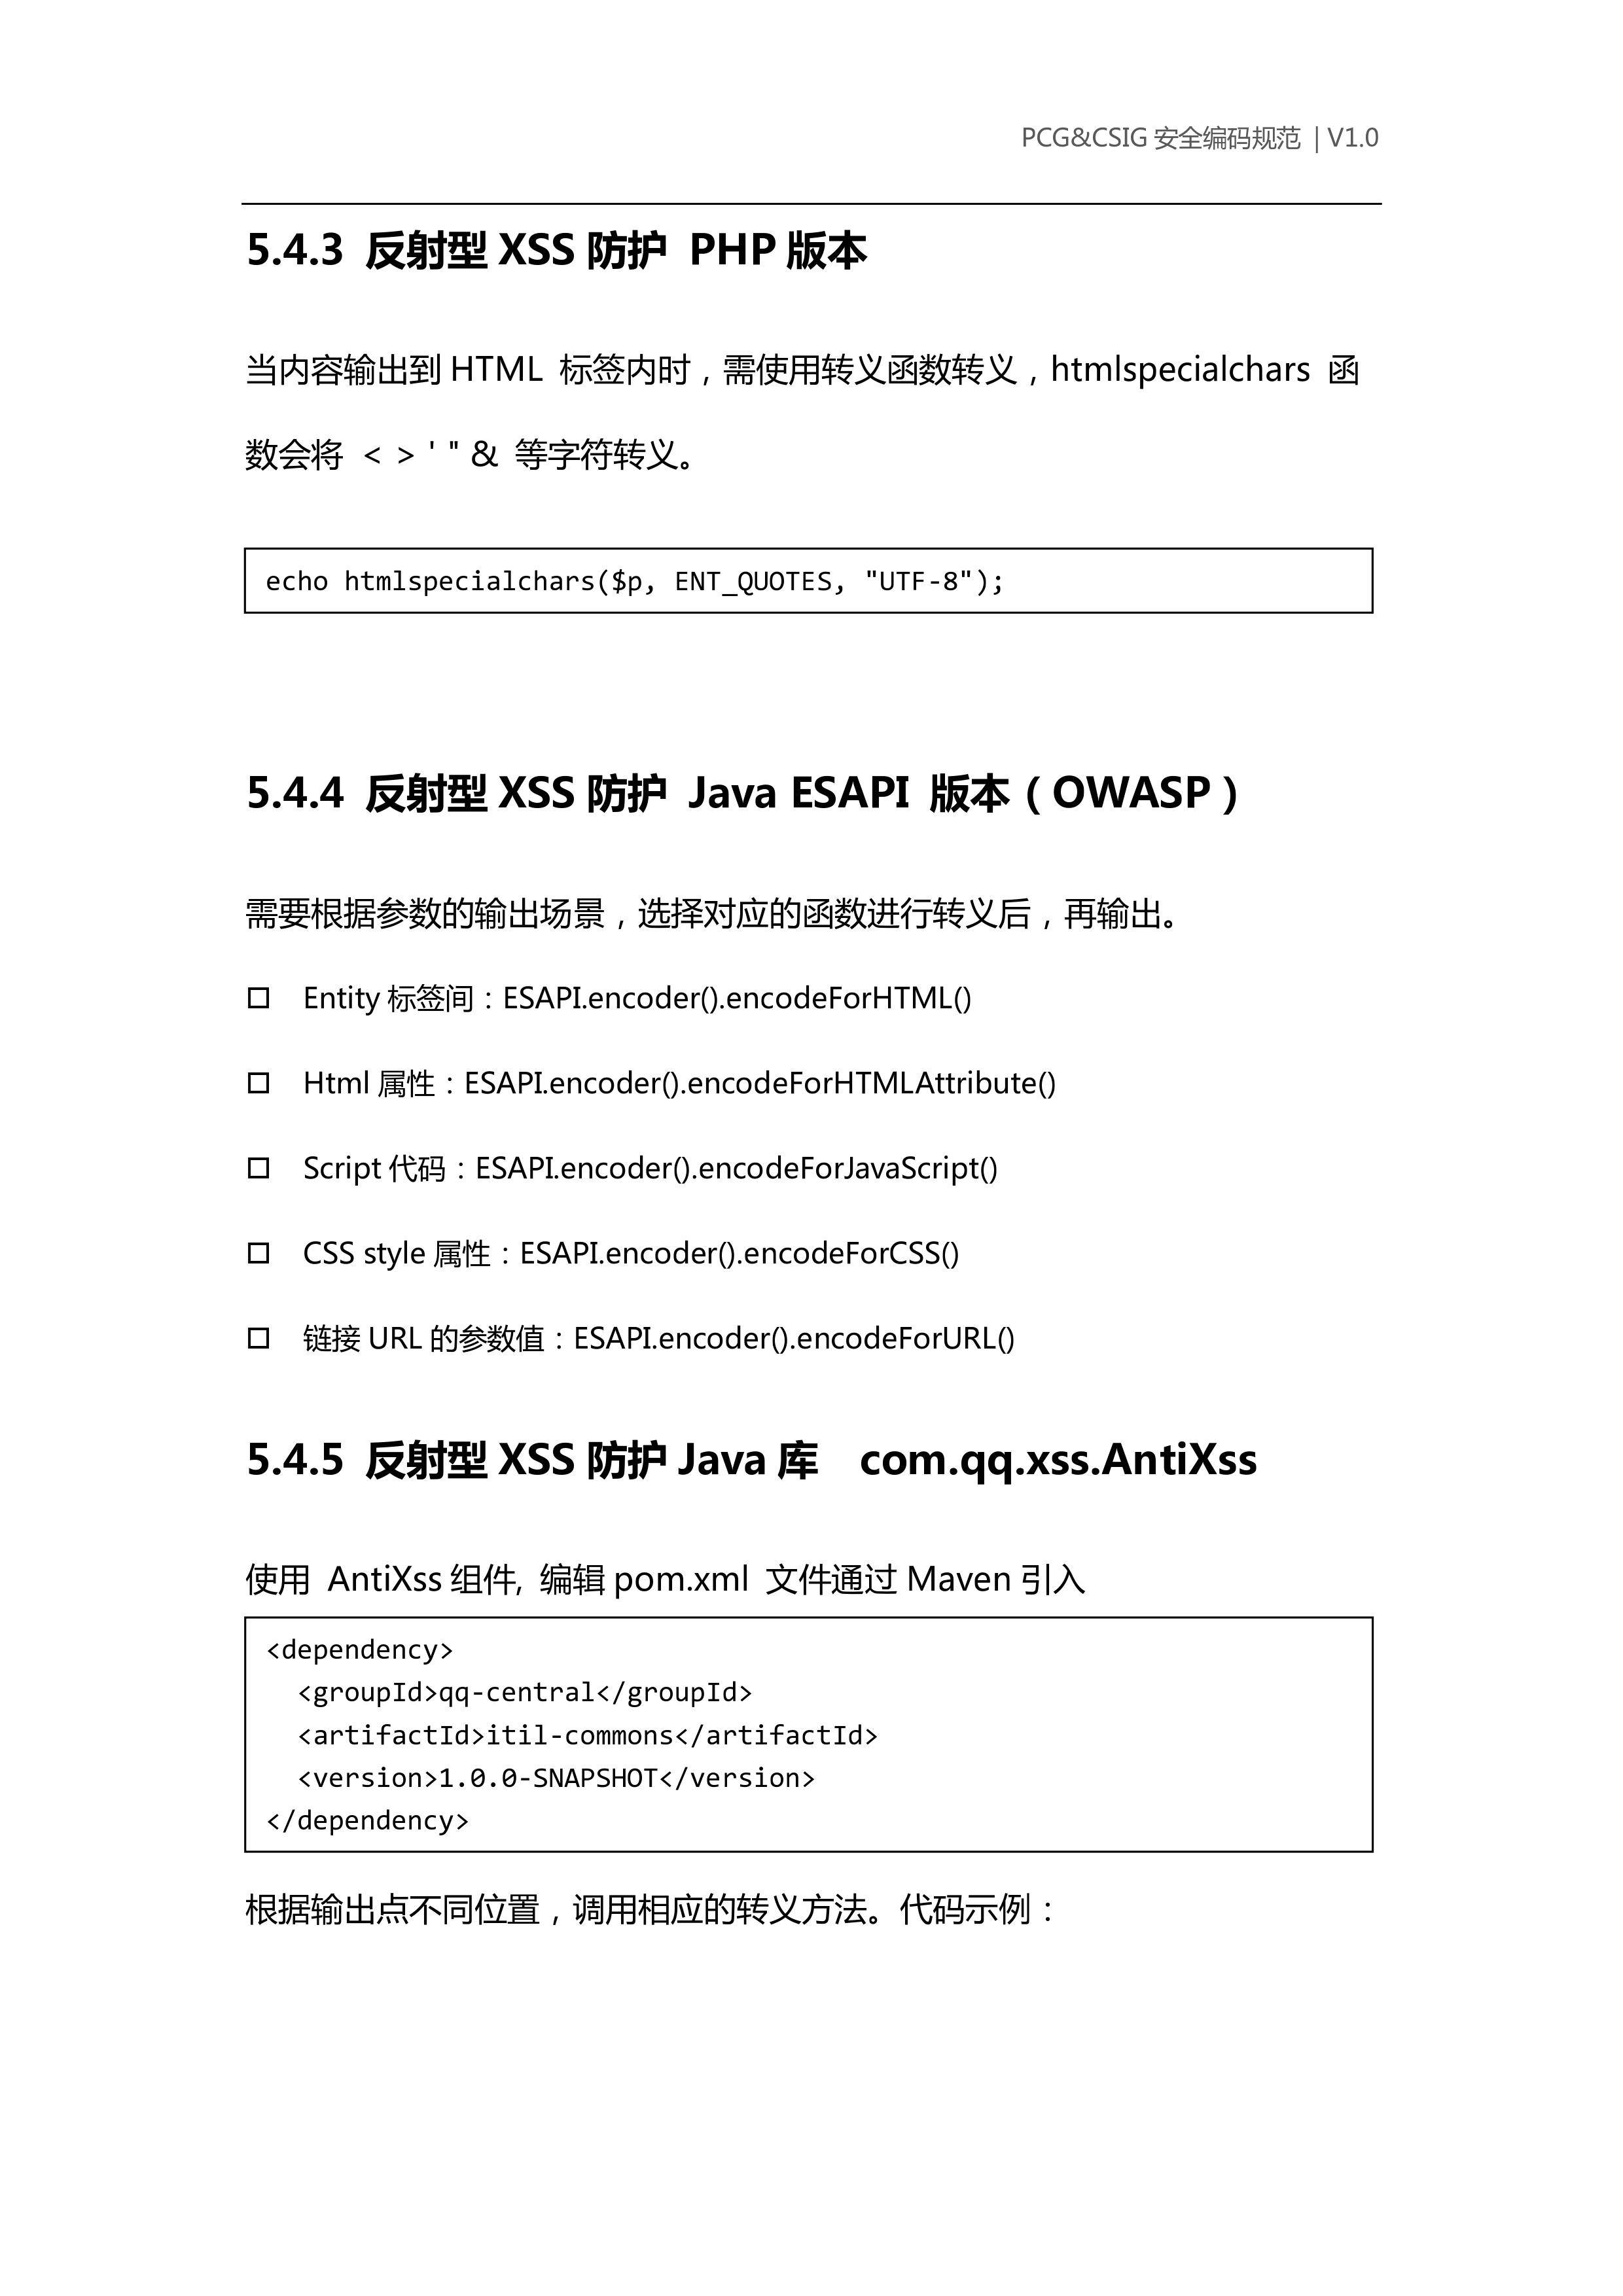 PCG&CSIG 安全编码规范 | V1.0
5.4.3 反射型 XSS 防护 PHP 版本
当内容输出到 HTML 标签内时，需使用转义函数转义，htmlspecialchars 函
数会将 < > ' " & 等字符转义。
echo htmlspecialchars($p, ENT_QUOTES, "UTF-8");
5.4.4 反射型 XSS 防护 Java ESAPI 版本（OWASP）
需要根据参数的输出场景，选择对应的函数进行转义后，再输出。
□ Entity 标签间：ESAPI.encoder().encodeForHTML()
□ Html 属性：ESAPI.encoder().encodeForHTMLAttribute()
□ Script 代码：ESAPI.encoder().encodeForJavaScript()
□ CSS style 属性：ESAPI.encoder().encodeForCSS()
□ 链接 URL 的参数值：ESAPI.encoder().encodeForURL()
5.4.5 反射型 XSS 防护 Java 库 com.qq.xss.AntiXss
使用 AntiXss 组件, 编辑 pom.xml 文件通过 Maven 引入
<dependency>
  <groupId>qq-central</groupId>
  <artifactId>itil-commons</artifactId>
  <version>1.0.0-SNAPSHOT</version>
</dependency>
根据输出点不同位置，调用相应的转义方法。代码示例：